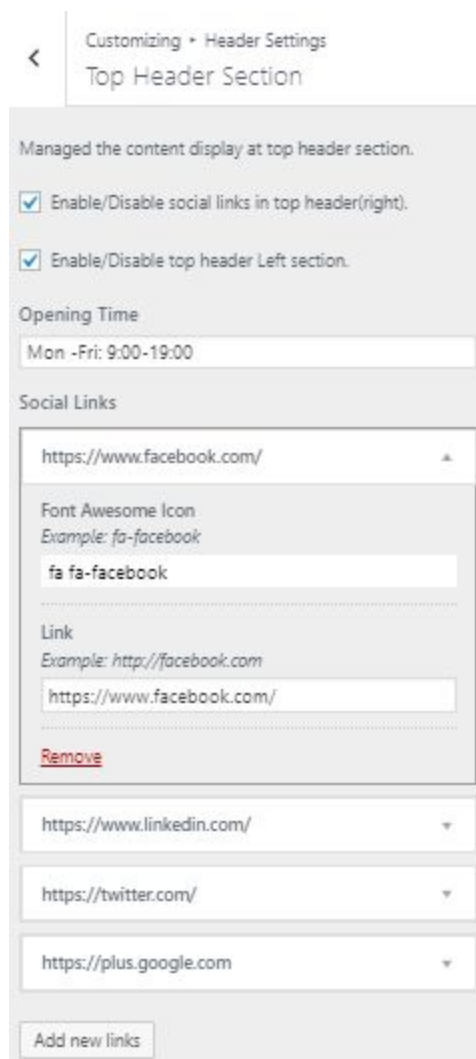 Customizing ▸ Header Settings
Top Header Section
Managed the content display at top header section.
Enable/Disable social links in top header(right).
Enable/Disable top header Left section.
Opening Time
Mon -Fri: 9:00-19:00
Social Links
https://www.facebook.com/
Font Awesome Icon
Example: fa-facebook
fa fa-facebook
Link
Example: http://facebook.com
https://www.facebook.com/
Remove
https://www.linkedin.com/
https://twitter.com/
https://plus.google.com
Add new links